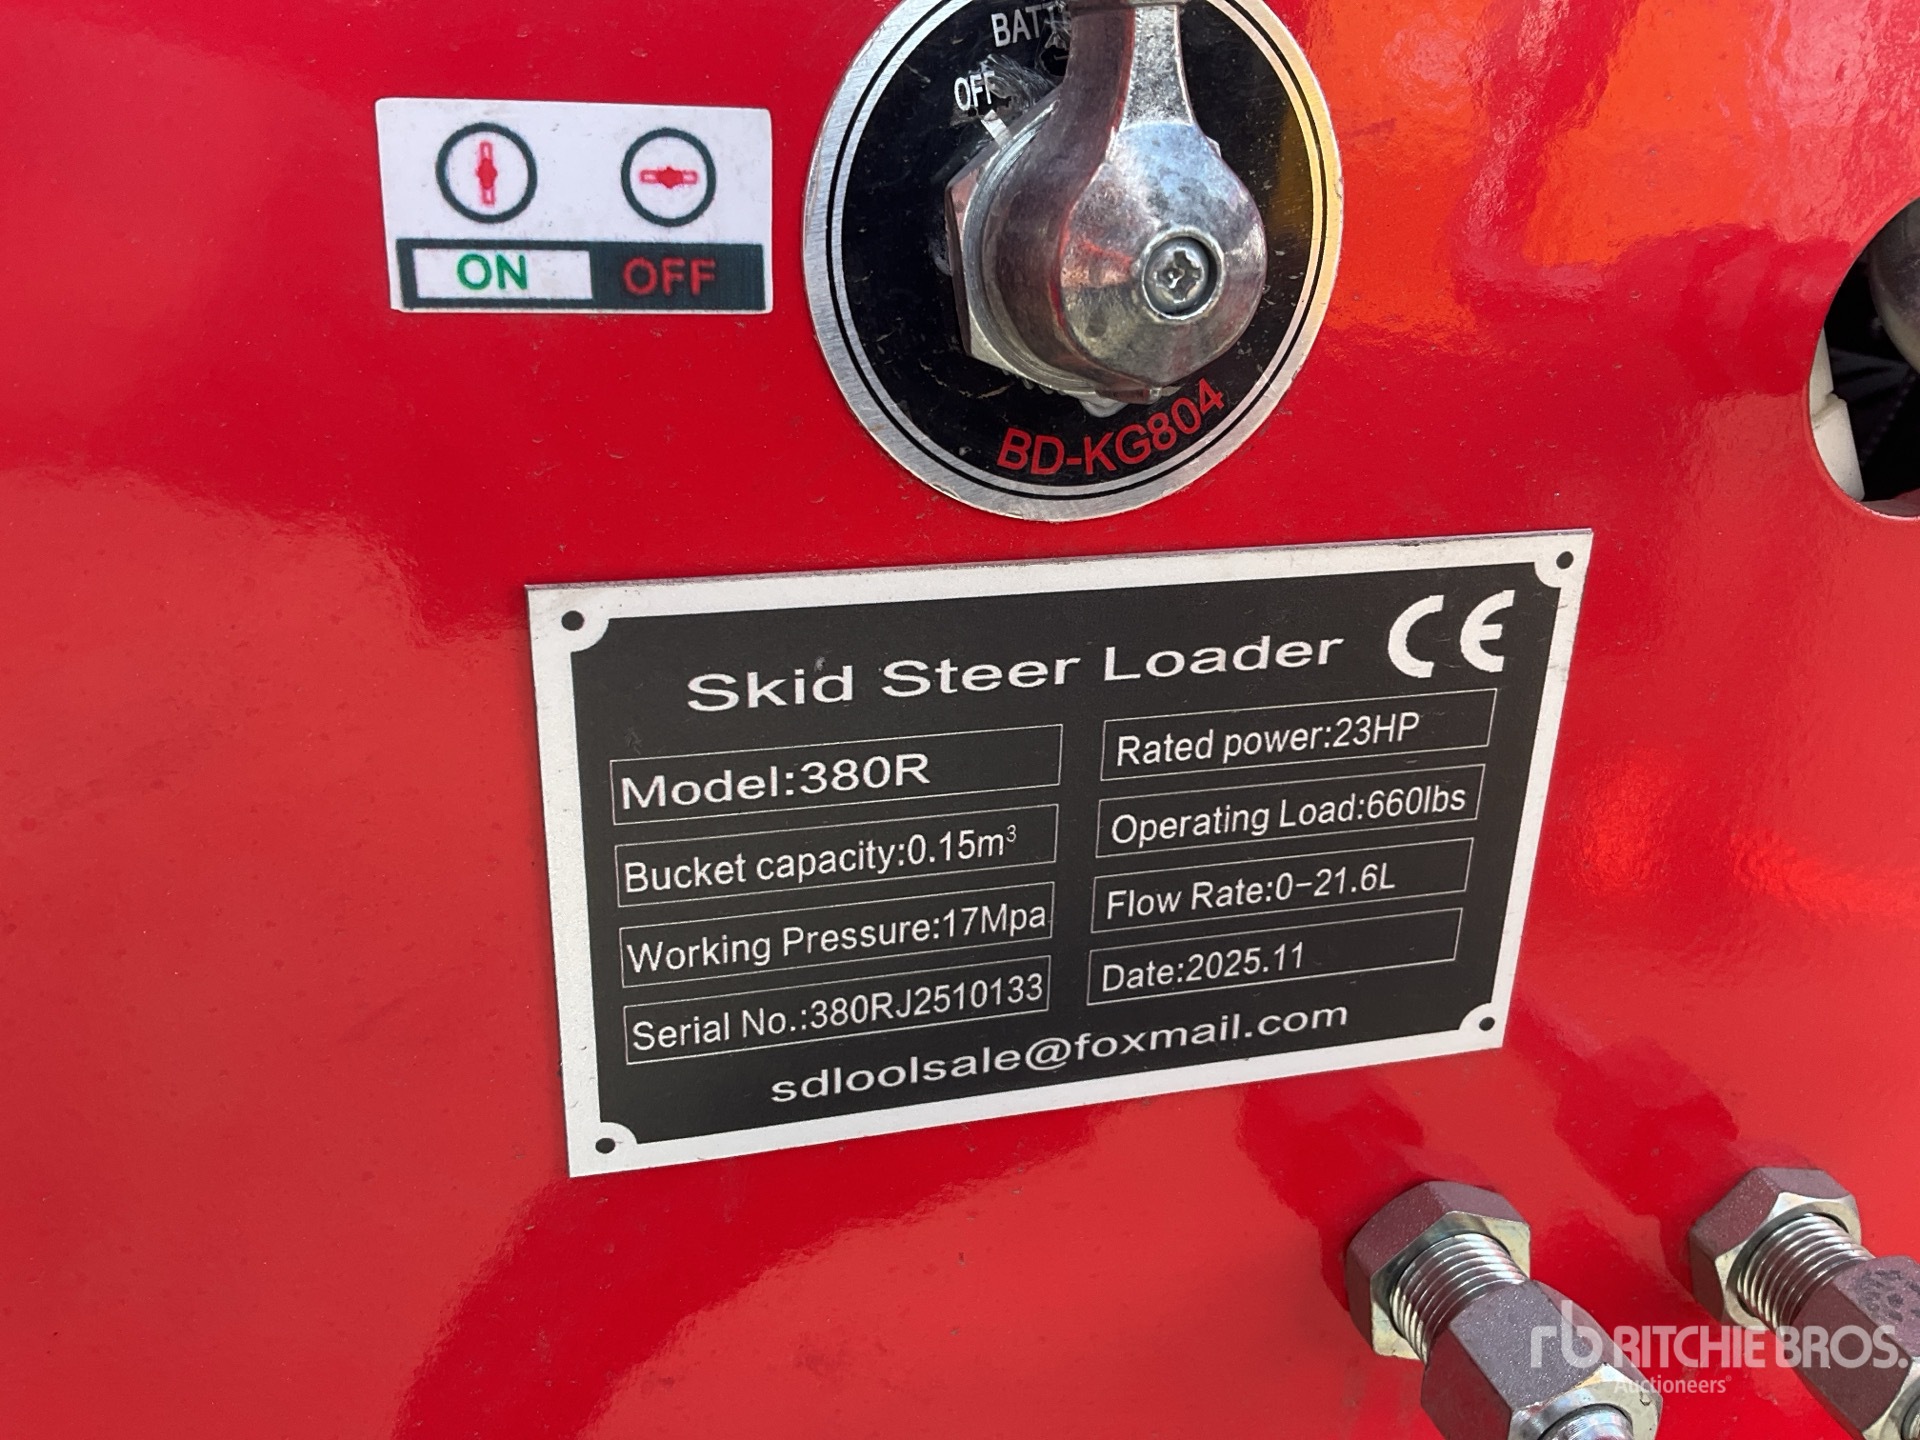 OFF
ON OFF
BD-KG804
Skid Steer Loader CE
Model:380R
Rated power:23HP
Bucket capacity:0.15m³
Operating Load:660lbs
Working Pressure:17Mpa
Flow Rate:0-21.6L
Serial No.:380RJ2510133
Date:2025.11
sdloolsale@foxmail.com
rb RITCHIE BROS.
Auctioneers